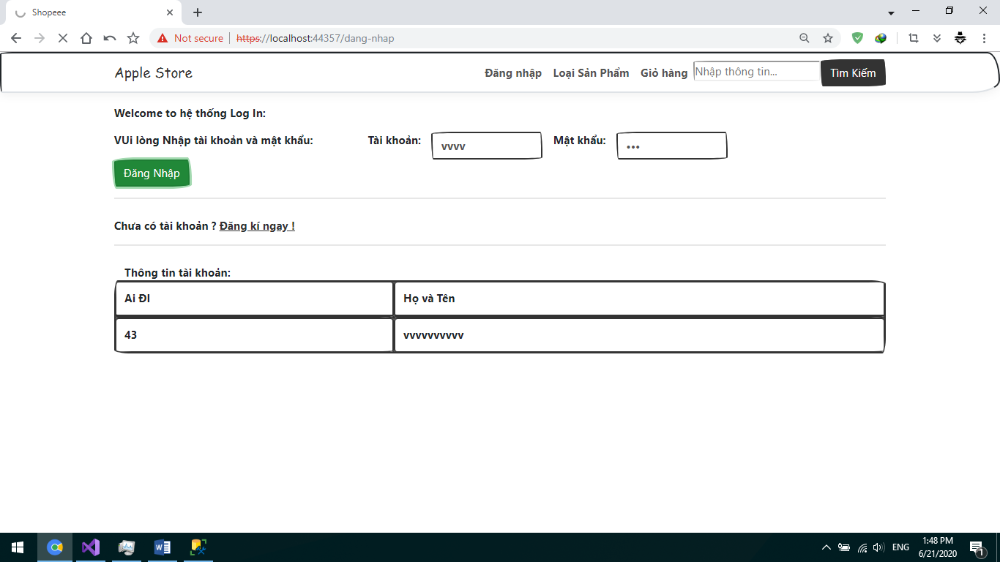 Shopeee
Not secure | https://localhost:44357/dang-nhap
Apple Store Đăng nhập Loại Sản Phẩm Giỏ hàng Nhập thông tin... Tìm Kiếm
Welcome to hệ thống Log In:
VUi lòng Nhập tài khoản và mật khẩu: Tài khoản: vvvv Mật khẩu: •••
Đăng Nhập
Chưa có tài khoản ? Đăng kí ngay !
Thông tin tài khoản:
Ai ĐI Họ và Tên
43 vvvvvvvvvv
ENG 1:48 PM
6/21/2020 1